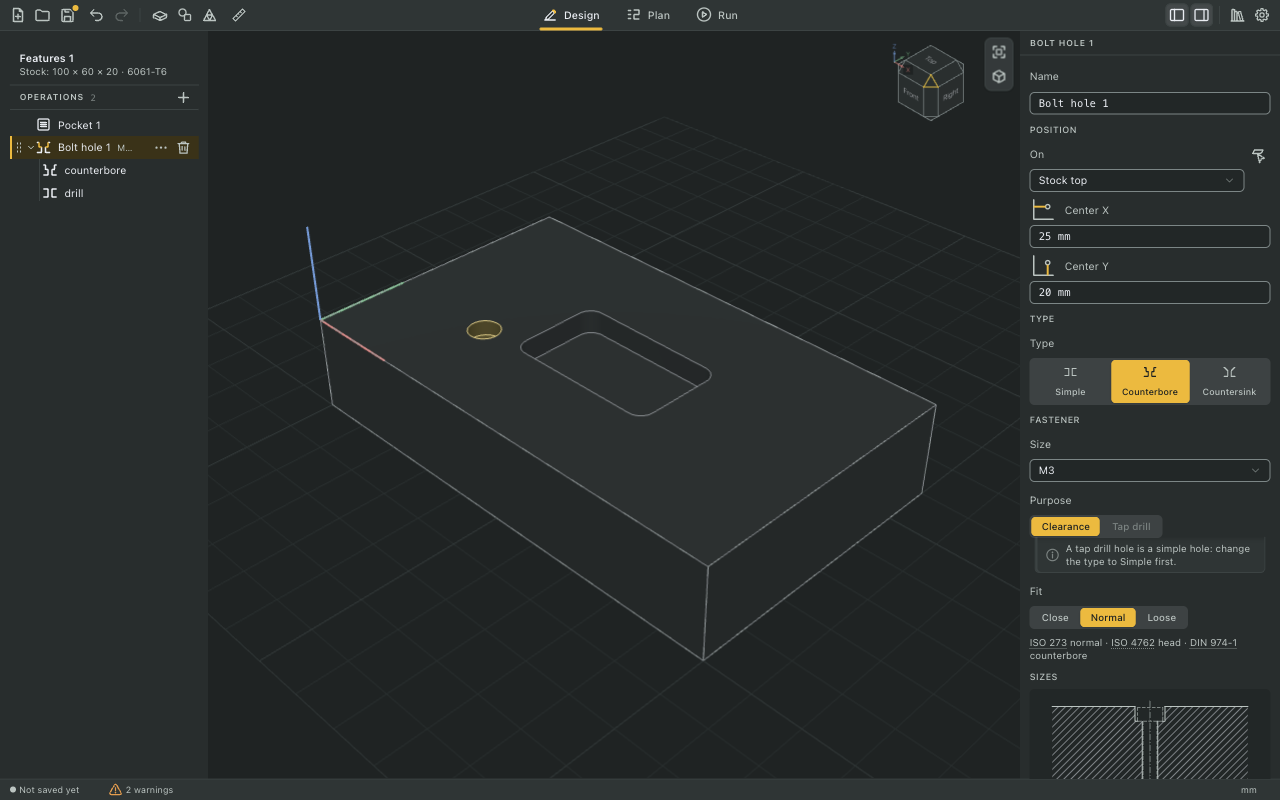 Design
Plan
Run
Features 1
Stock: 100 × 60 × 20 · 6061-T6
OPERATIONS 2
Pocket 1
Bolt hole 1 M...
counterbore
drill
Z
Top
Front
Right
BOLT HOLE 1
Name
Bolt hole 1
POSITION
On
Stock top
Center X
25 mm
Center Y
20 mm
TYPE
Type
Simple
Counterbore
Countersink
FASTENER
Size
M3
Purpose
Clearance
Tap drill
A tap drill hole is a simple hole: change
the type to Simple first.
Fit
Close
Normal
Loose
ISO 273 normal · ISO 4762 head · DIN 974-1
counterbore
SIZES
Not saved yet
2 warnings
mm